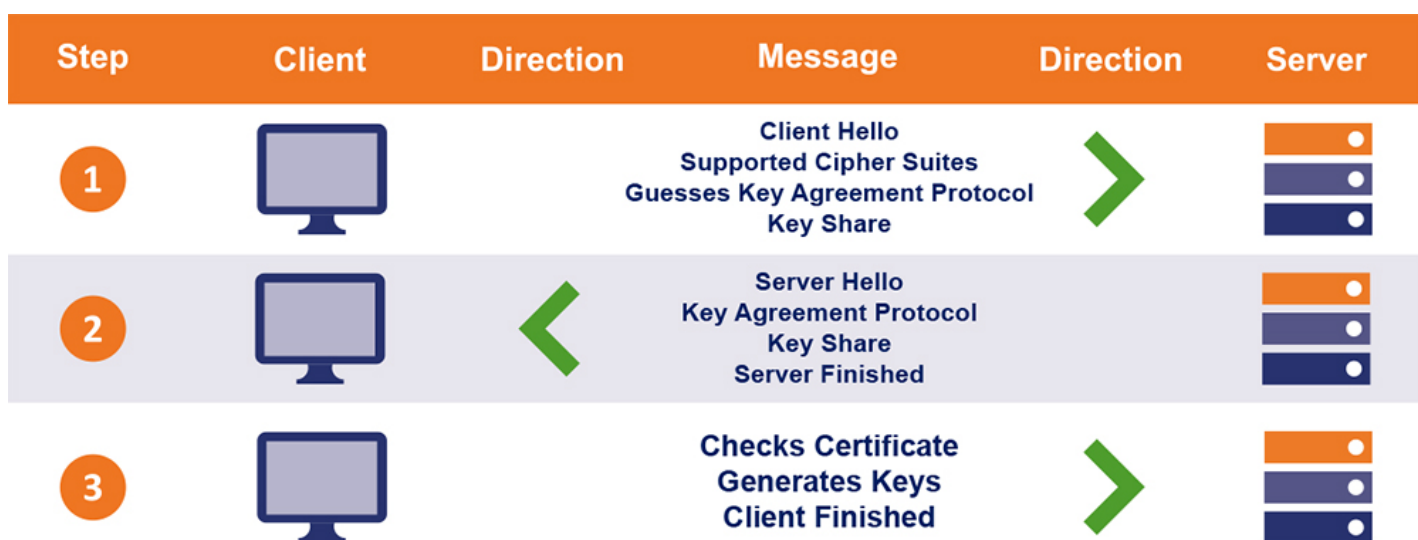 Step Client Direction Message Direction Server
1
Client Hello
Supported Cipher Suites
Guesses Key Agreement Protocol
Key Share
2
Server Hello
Key Agreement Protocol
Key Share
Server Finished
3
Checks Certificate
Generates Keys
Client Finished